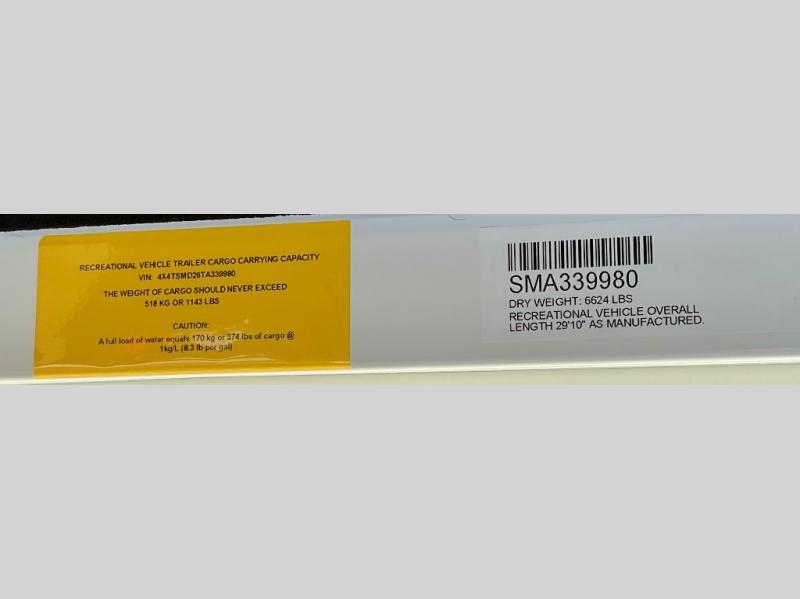 RECREATIONAL VEHICLE TRAILER CARGO CARRYING CAPACITY
VIN: 4X4TSMD26TA339980
THE WEIGHT OF CARGO SHOULD NEVER EXCEED
518 KG OR 1143 LBS
CAUTION:
A full load of water equals 170 kg or 374 lbs of cargo @
1kg/L (8.3 lb per gal)
SMA339980
DRY WEIGHT: 6624 LBS
RECREATIONAL VEHICLE OVERALL
LENGTH 29'10" AS MANUFACTURED.